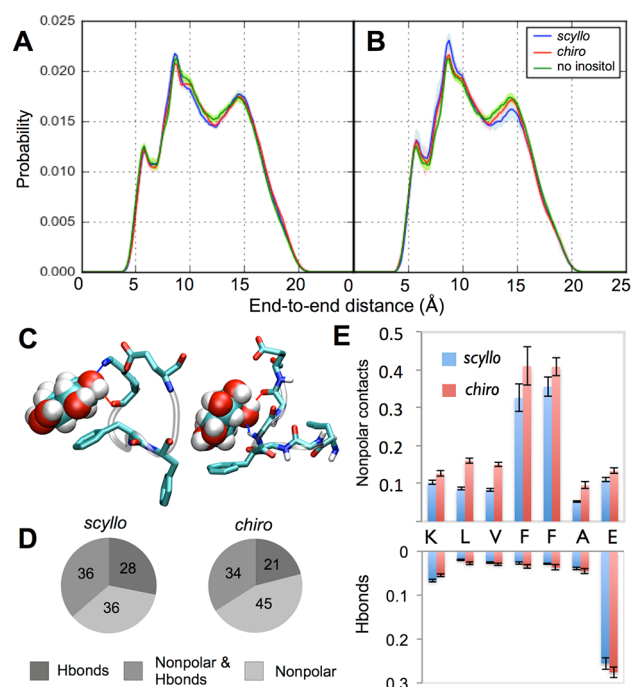 A
B
scyllo
chiro
no inositol
Probability
0.025
0.020
0.015
0.010
0.005
0.000
0 5 10 15 20 0 5 10 15 20 25
End-to-end distance (Å)
C
D
scyllo
36 28
36
chiro
34 21
45
Hbonds
Nonpolar &
Hbonds
Nonpolar
E
scyllo
chiro
Nonpolar contacts
0.5
0.4
0.3
0.2
0.1
K L V F F A E
Hbonds
0
0.1
0.2
0.3